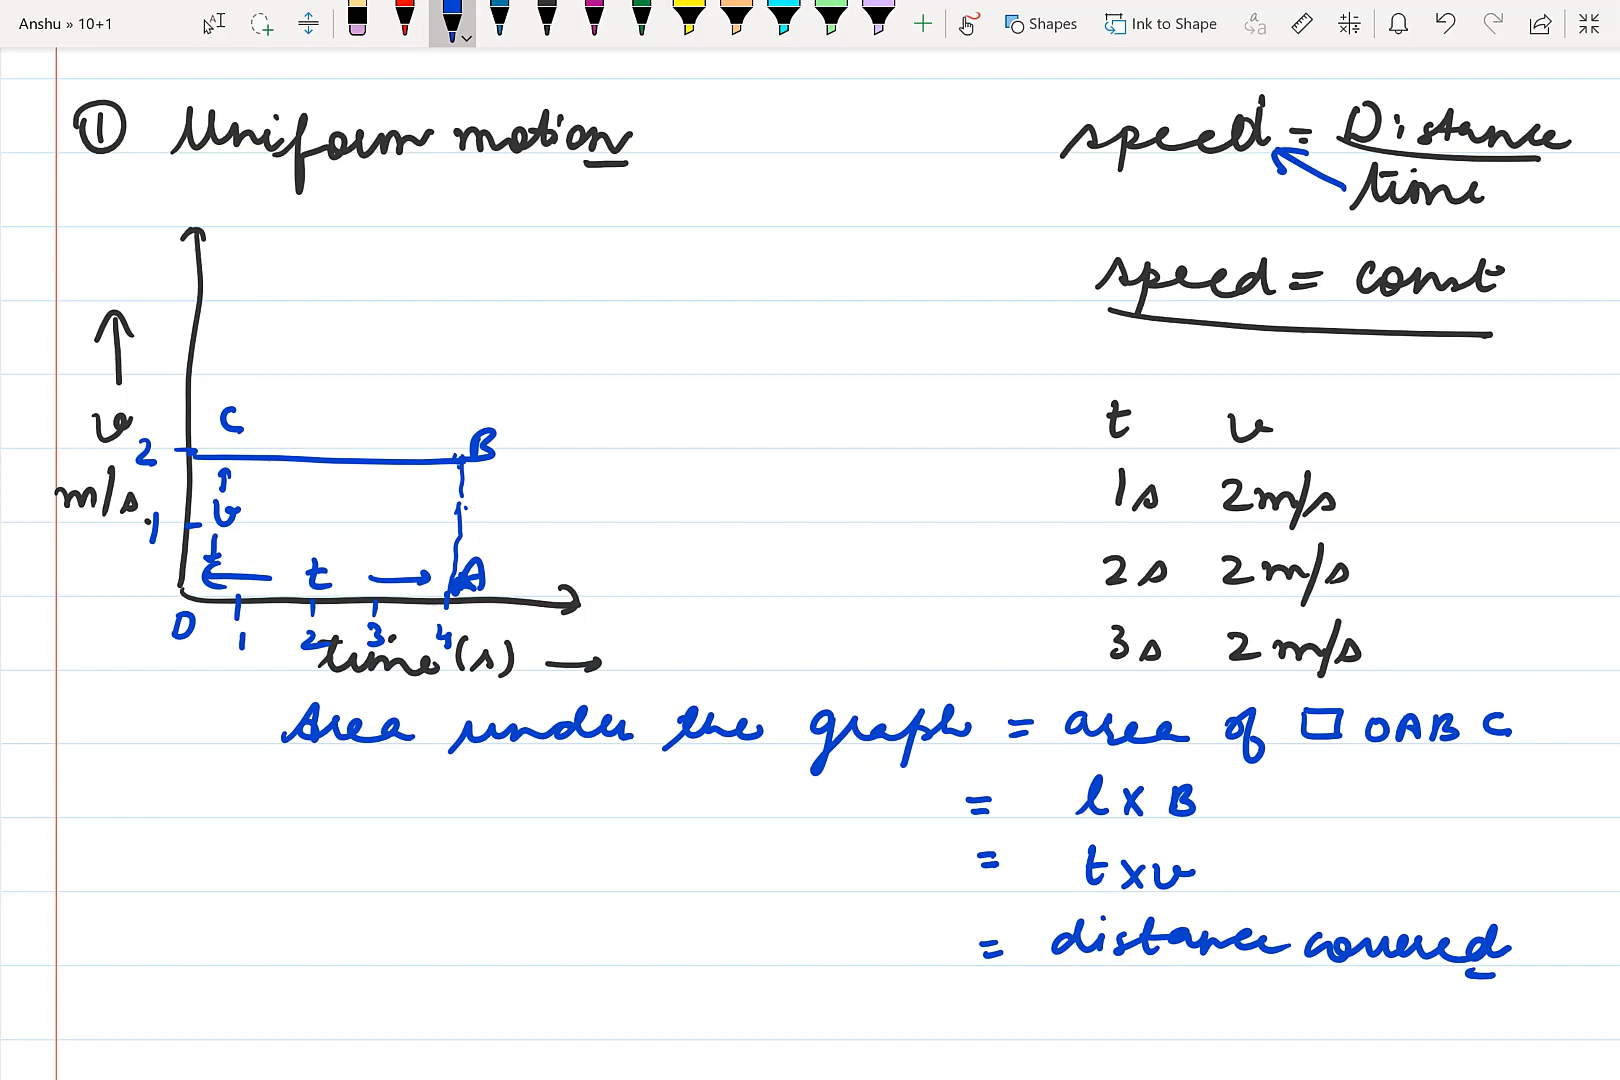 Anshu » 10+1
Shapes
Ink to Shape
① Uniform motion
speed = Distance
time
speed = const
v
m/s
2
1
C
B
v
t
A
O
1 2 3 4
time (s)
t v
1s 2m/s
2s 2m/s
3s 2m/s
Area under the graph = area of □ OABC
= l x B
= t x v
= distance covered